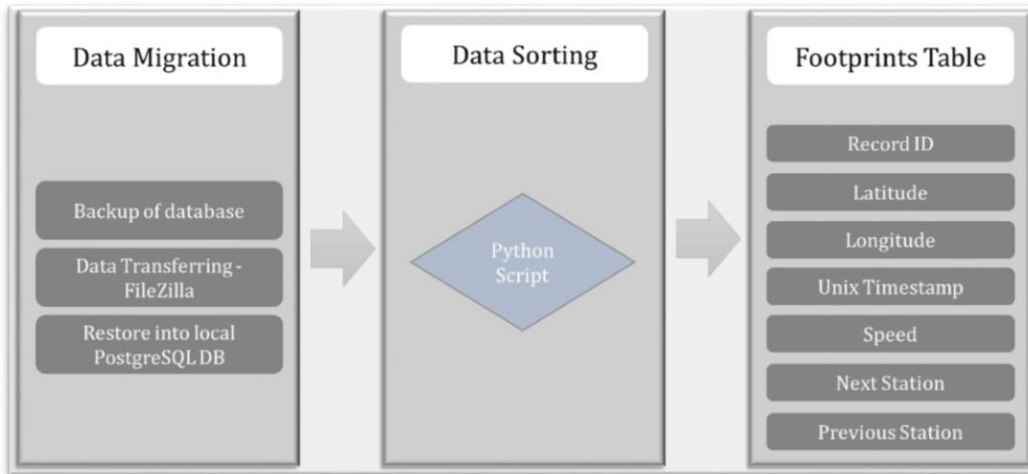 Data Migration
Backup of database
Data Transferring -
FileZilla
Restore into local
PostgreSQL DB
Data Sorting
Python
Script
Footprints Table
Record ID
Latitude
Longitude
Unix Timestamp
Speed
Next Station
Previous Station